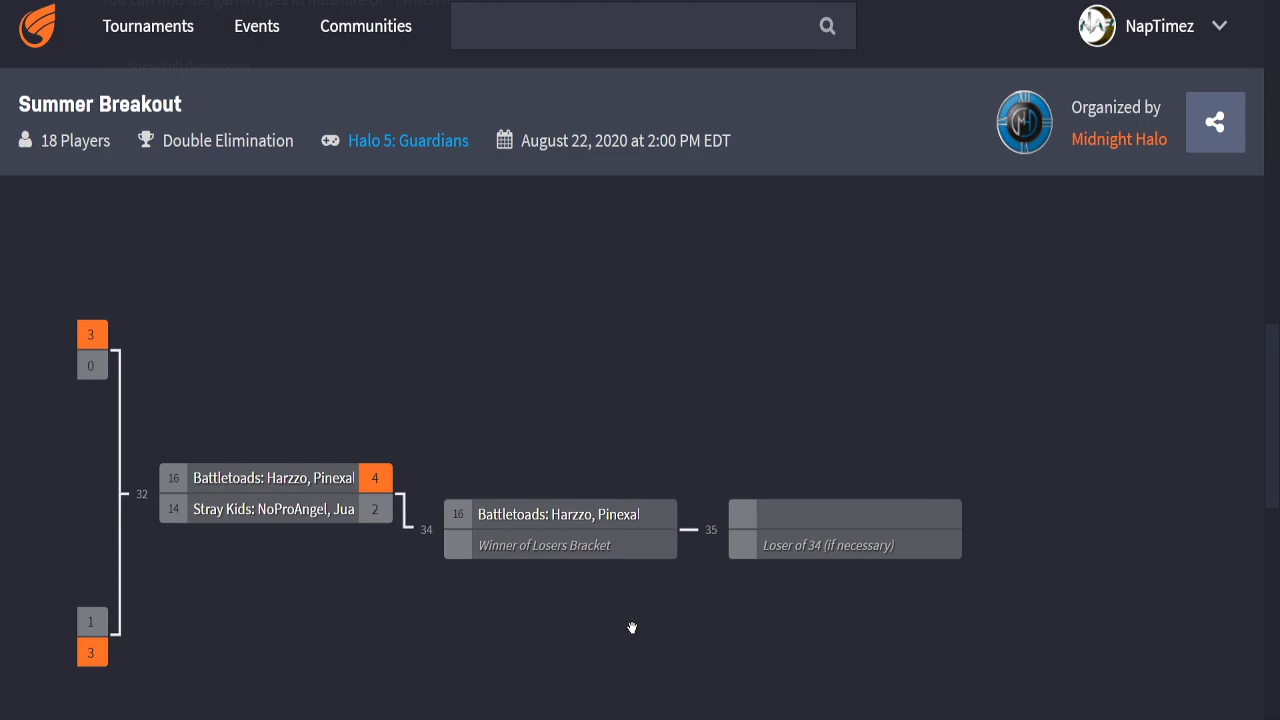 Tournaments Events Communities NapTimez
Summer Breakout
18 Players Double Elimination Halo 5: Guardians August 22, 2020 at 2:00 PM EDT
Organized by
Midnight Halo
3
0
16 Battletoads: Harzzo, Pinexal 4
32
14 Stray Kids: NoProAngel, Jua 2
16 Battletoads: Harzzo, Pinexal
34 35
Winner of Losers Bracket Loser of 34 (if necessary)
1
3